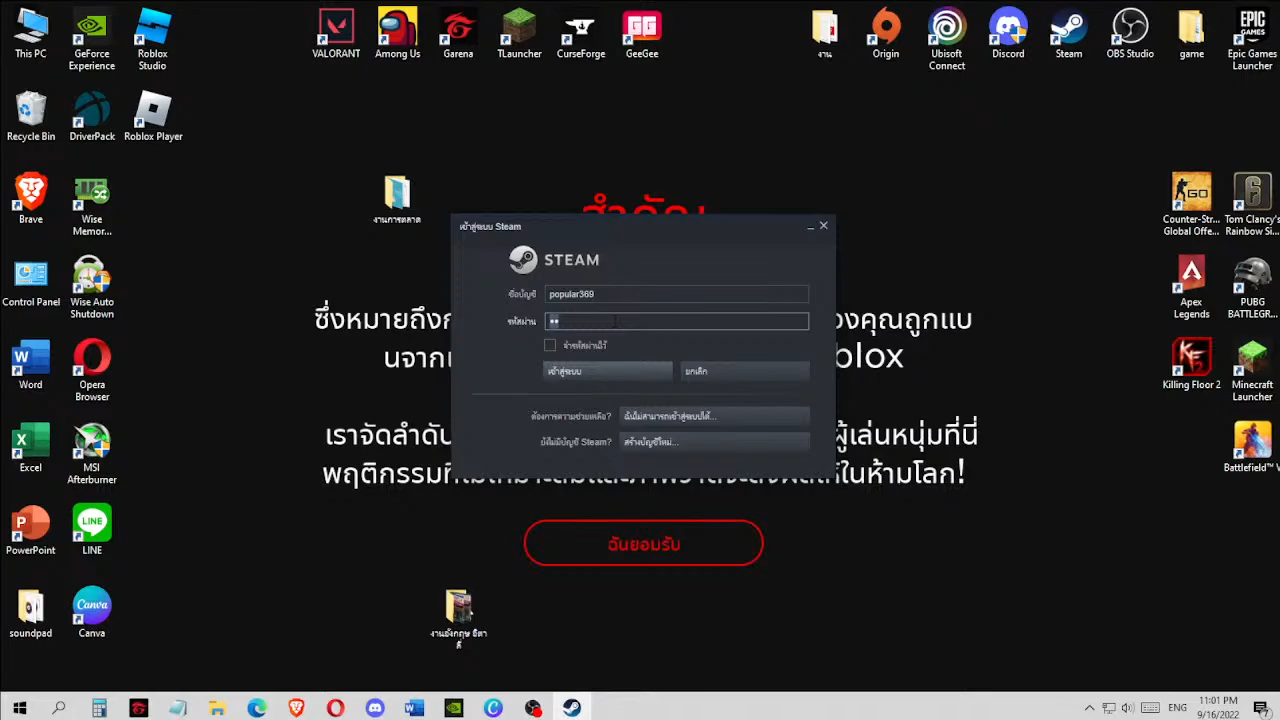 This PC
GeForce Experience
Roblox Studio
VALORANT
Among Us
Garena
TLauncher
CurseForge
GeeGee
งาน
Origin
Ubisoft Connect
Discord
Steam
OBS Studio
game
EPIC GAMES
Epic Games Launcher
Recycle Bin
DriverPack
Roblox Player
Brave
Wise Memor...
งานการตลาด
GO
Counter-Str... Global Offe...
6
Tom Clancy's Rainbow Si...
เข้าสู่ระบบ Steam
STEAM
ชื่อบัญชี
popular369
รหัสผ่าน
จำรหัสผ่านไว้
เข้าสู่ระบบ
ยกเลิก
ต้องการความช่วยเหลือ?
ฉันไม่สามารถเข้าสู่ระบบได้...
ยังไม่มีบัญชี Steam?
สร้างบัญชีใหม่...
Control Panel
Wise Auto Shutdown
ซึ่งหมายถึง
องคุณถูกแบ
Apex Legends
PUBG BATTLEGR...
นจาก
blox
Word
Opera Browser
KF2
Killing Floor 2
Minecraft Launcher
เราจัดลำดับ
ผู้เล่นหนุ่มที่นี่
พฤติกรรมที่
ห้ามโลก!
Excel
MSI Afterburner
Battlefield™ V
ฉันยอมรับ
PowerPoint
LINE
LINE
soundpad
Canva
Canva
งานอังกฤษ ธิดา
ENG
11:01 PM
9/16/2022